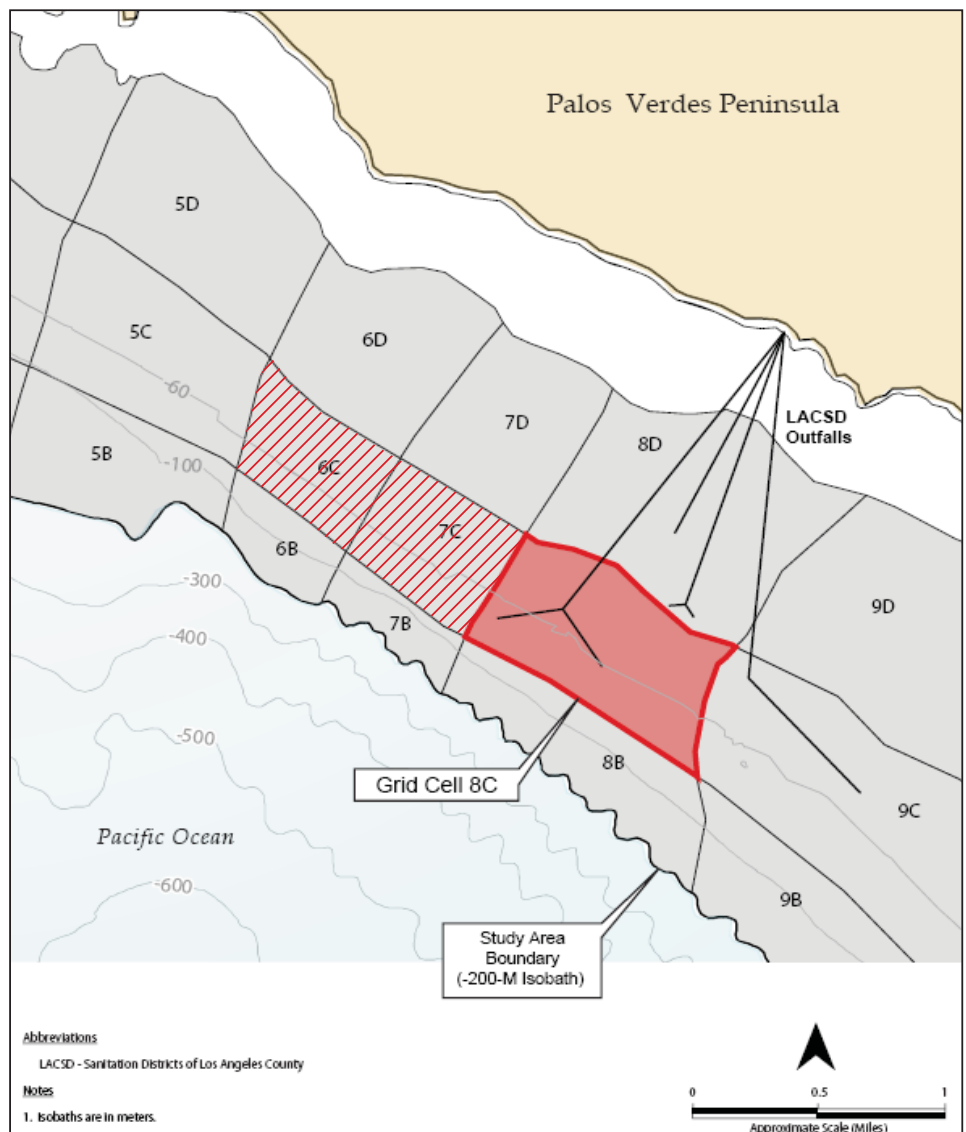 Palos Verdes Peninsula
5D
5C
6D
-60
LACSD
Outfalls
7D
8D
5B
-100
6C
7C
6B
-300
9D
7B
-400
-500
8B
Grid Cell 8C
9C
Pacific Ocean
-600
9B
Study Area
Boundary
(-200-M Isobath)
Abbreviations
LACSD - Sanitation Districts of Los Angeles County
Notes
1. Isobaths are in meters.
0 0.5 1
Approximate Scale (Miles)